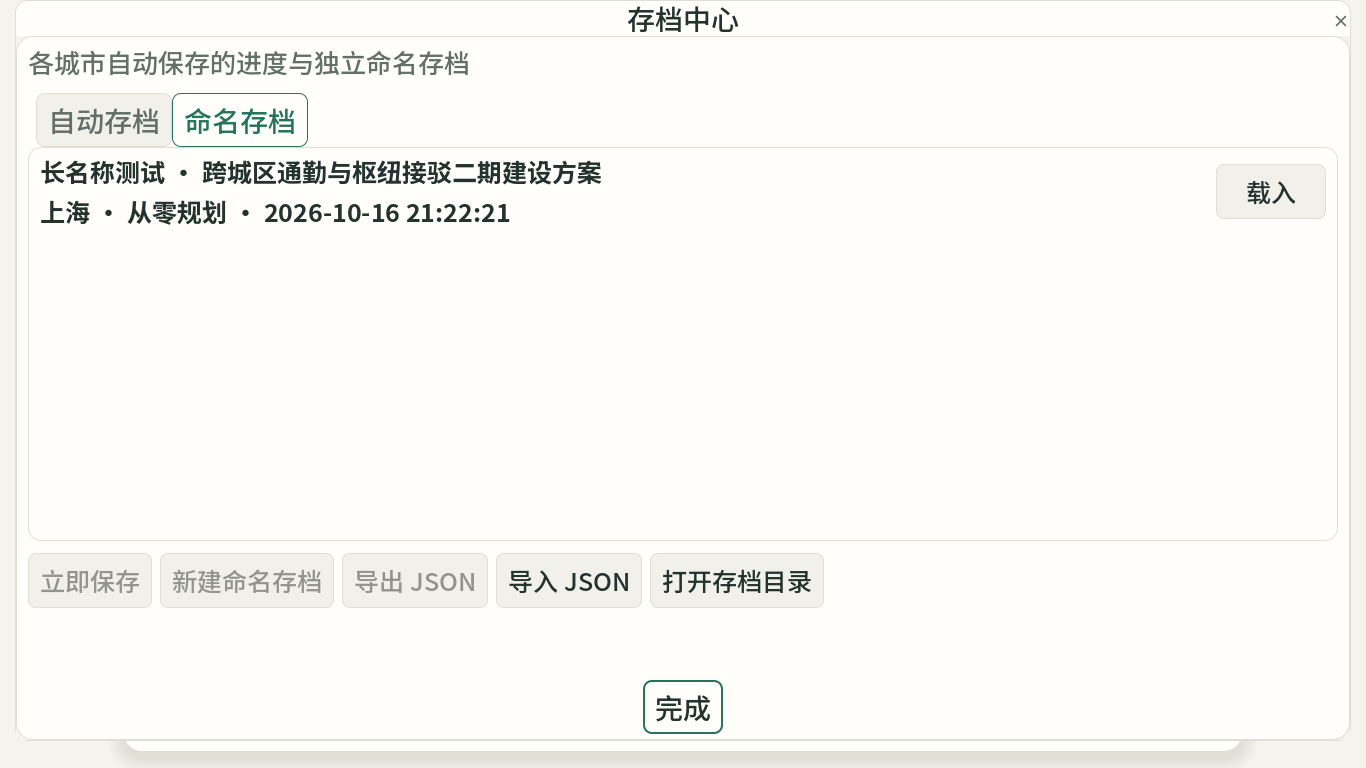 存档中心
×
各城市自动保存的进度与独立命名存档
自动存档 命名存档
长名称测试 · 跨城区通勤与枢纽接驳二期建设方案
上海 · 从零规划 · 2026-10-16 21:22:21
载入
立即保存 新建命名存档 导出 JSON 导入 JSON 打开存档目录
完成